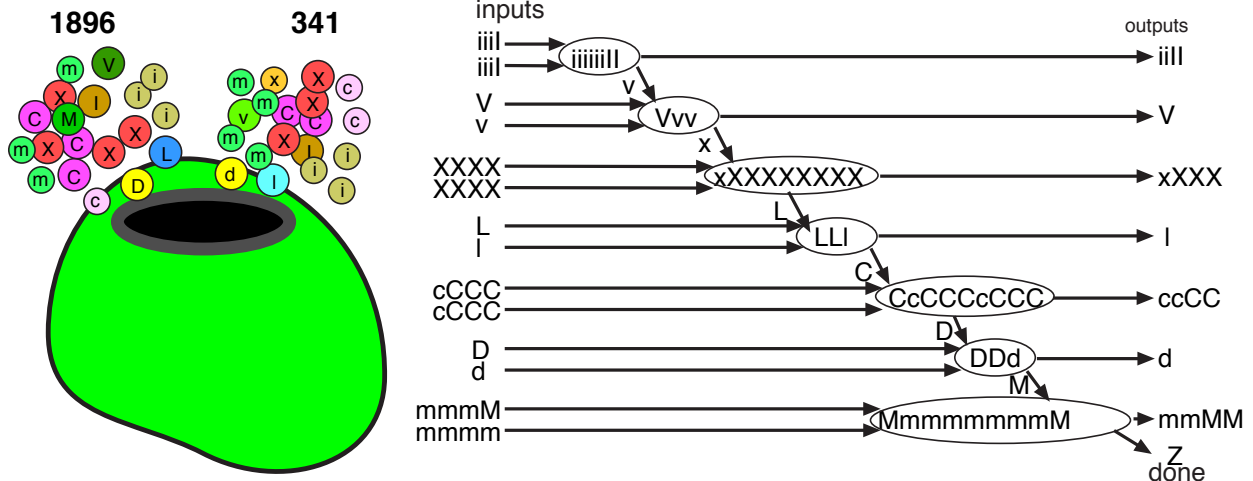 1896
341
m V i
X I i
C M i
X C X X
m m C L
D c
m x X c
m X
v C C c
m X I i
m i
d l i
inputs
outputs
iiiI
iiiI
iiiiiiII
iiII
v
V
v
Vvv
V
x
XXXX
XXXX
xXXXXXXXX
xXXX
L
L
l
LLl
l
C
cCCC
cCCC
CcCCCcCCC
ccCC
D
D
d
DDd
d
M
mmmM
mmmm
MmmmmmmmM
mmMM
Z
done